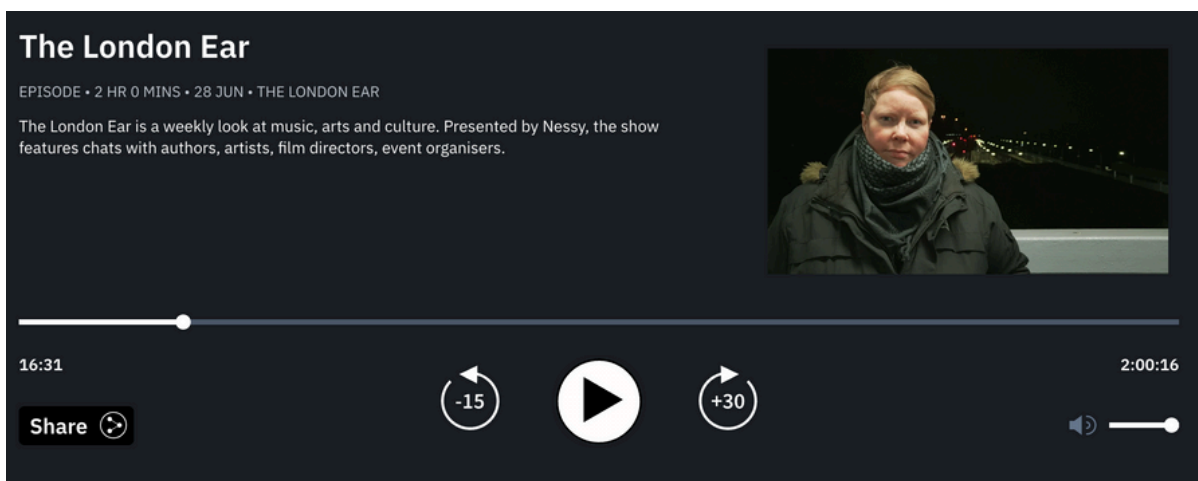 The London Ear
EPISODE • 2 HR 0 MINS • 28 JUN • THE LONDON EAR
The London Ear is a weekly look at music, arts and culture. Presented by Nessy, the show
features chats with authors, artists, film directors, event organisers.
16:31
2:00:16
-15
+30
Share